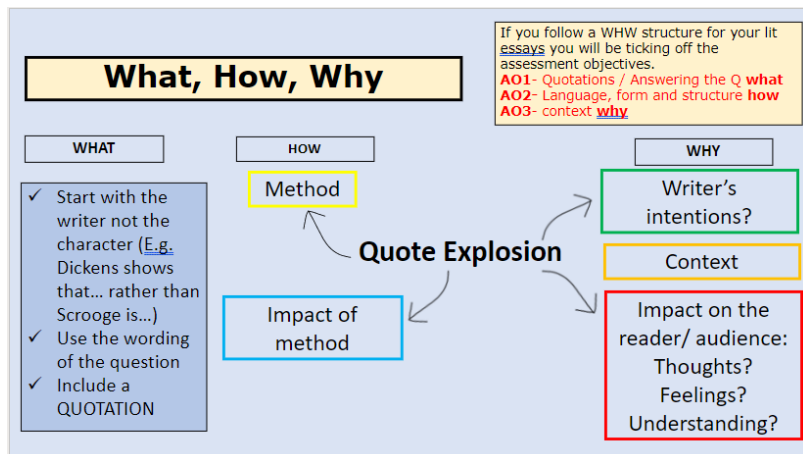 What, How, Why
If you follow a WHW structure for your lit
essays you will be ticking off the
assessment objectives.
AO1- Quotations / Answering the Q what
AO2- Language, form and structure how
AO3- context why
WHAT
✓ Start with the
writer not the
character (E.g.
Dickens shows
that... rather than
Scrooge is...)
✓ Use the wording
of the question
✓ Include a
QUOTATION
HOW
Method
Quote Explosion
Impact of
method
WHY
Writer's
intentions?
Context
Impact on the
reader/ audience:
Thoughts?
Feelings?
Understanding?